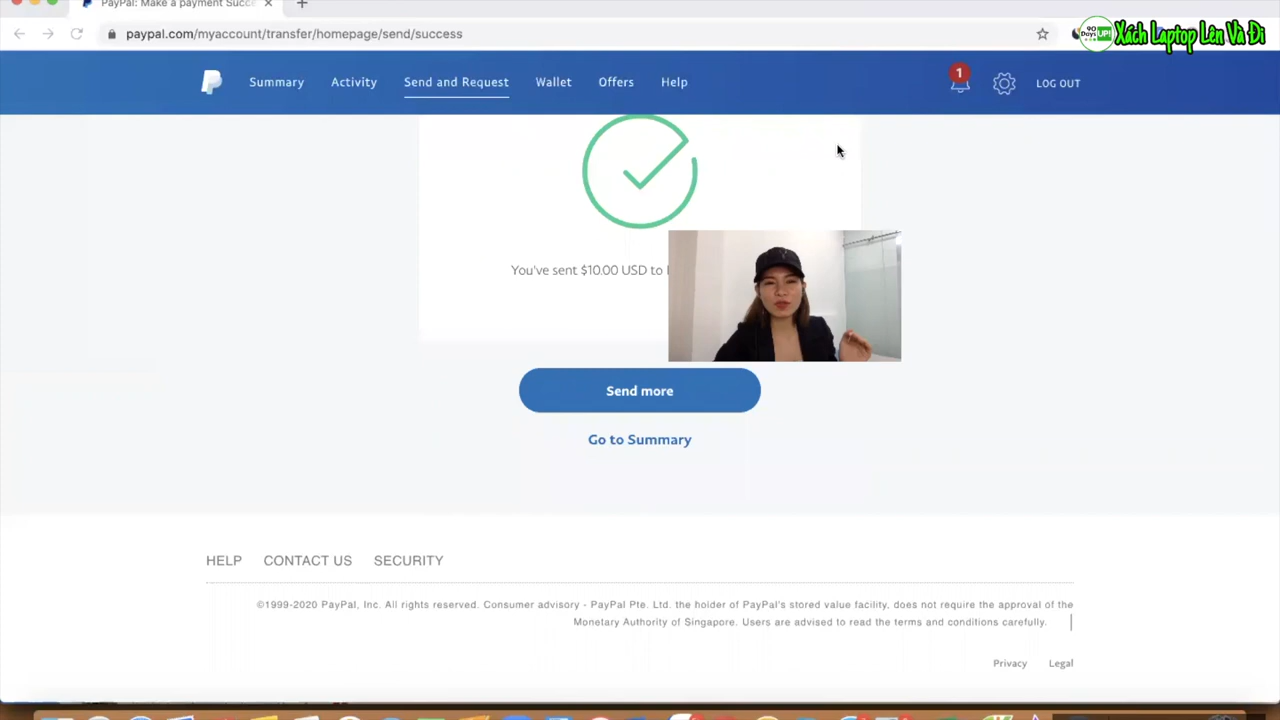 PayPal: Make a payment Succe
paypal.com/myaccount/transfer/homepage/send/success
90
Days
UP!
Xách Laptop Lên Và Đi
Summary
Activity
Send and Request
Wallet
Offers
Help
1
LOG OUT
You've sent $10.00 USD to
Send more
Go to Summary
HELP
CONTACT US
SECURITY
©1999-2020 PayPal, Inc. All rights reserved. Consumer advisory - PayPal Pte. Ltd. the holder of PayPal's stored value facility, does not require the approval of the
Monetary Authority of Singapore. Users are advised to read the terms and conditions carefully.
Privacy
Legal